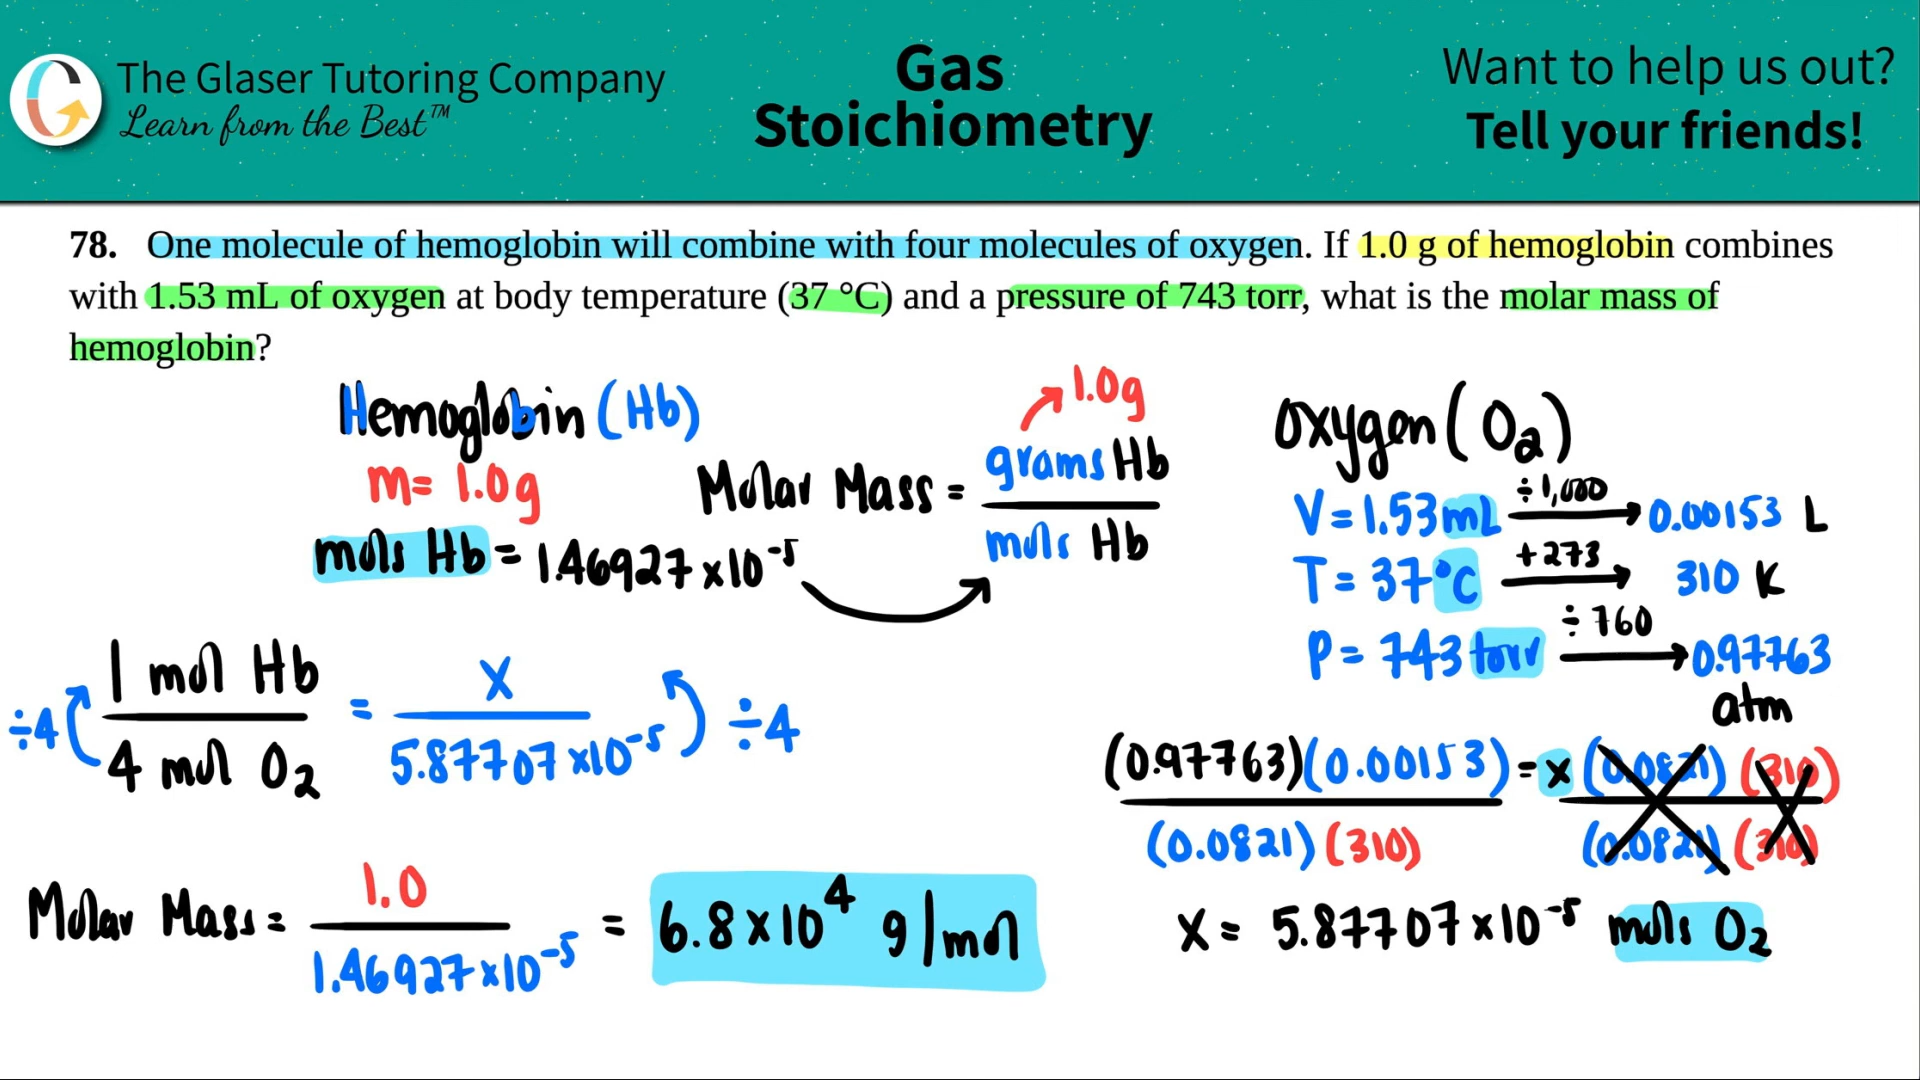 The Glaser Tutoring Company
Learn from the Best™
Gas
Stoichiometry
Want to help us out?
Tell your friends!
78. One molecule of hemoglobin will combine with four molecules of oxygen. If 1.0 g of hemoglobin combines
with 1.53 mL of oxygen at body temperature (37 °C) and a pressure of 743 torr, what is the molar mass of
hemoglobin?
Hemoglobin (Hb)
m= 1.0g
mols Hb = 1.46927 x10⁻⁵
1.0g
Molar Mass = grams Hb
mols Hb
Oxygen (O₂)
V = 1.53 mL ÷1,000 0.00153 L
T = 37°C +273 310 K
P = 743 torr ÷760 0.97763
atm
÷4 1 mol Hb = X ÷4
4 mol O₂ 5.87707 x10⁻⁵
(0.97763)(0.00153) = x (0.0821) (310)
(0.0821) (310) (0.0821) (310)
X = 5.87707 x10⁻⁵ mols O₂
Molar Mass = 1.0 = 6.8 x 10⁴ g/mol
1.46927 x10⁻⁵